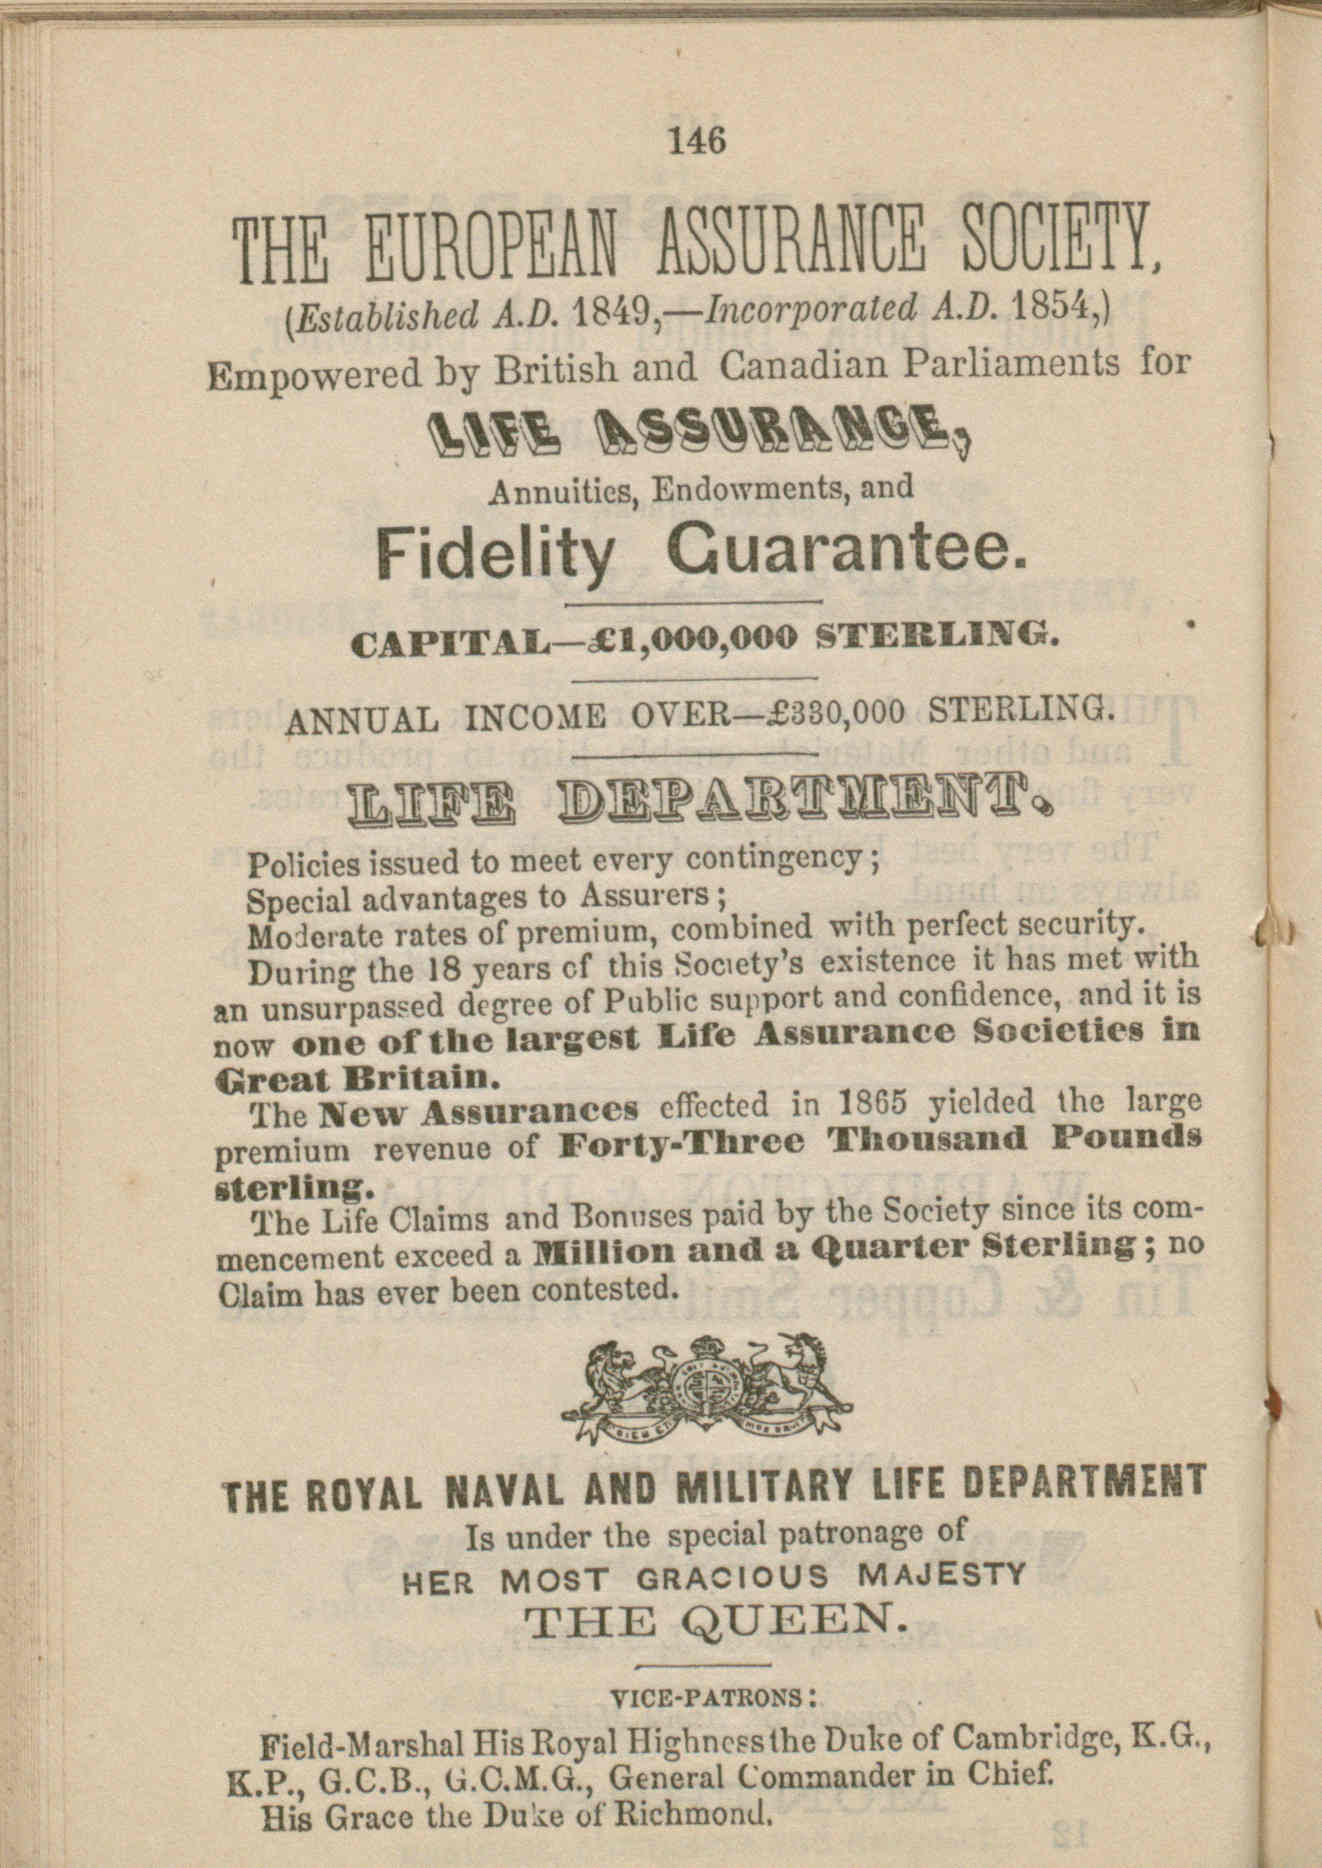 146
THE EUROPEAN ASSURANCE SOCIETY,
(Established A.D. 1849,—Incorporated A.D. 1854,)
Empowered by British and Canadian Parliaments for
LIFE ASSURANCE,
Annuities, Endowments, and
Fidelity Guarantee.
CAPITAL—£1,000,000 STERLING.
ANNUAL INCOME OVER—£330,000 STERLING.
LIFE DEPARTMENT.
Policies issued to meet every contingency;
Special advantages to Assurers;
Moderate rates of premium, combined with perfect security.
During the 18 years of this Society's existence it has met with
an unsurpassed degree of Public support and confidence, and it is
now one of the largest Life Assurance Societies in
Great Britain.
The New Assurances effected in 1865 yielded the large
premium revenue of Forty-Three Thousand Pounds
sterling.
The Life Claims and Bonuses paid by the Society since its com-
mencement exceed a Million and a Quarter Sterling; no
Claim has ever been contested.
THE ROYAL NAVAL AND MILITARY LIFE DEPARTMENT
Is under the special patronage of
HER MOST GRACIOUS MAJESTY
THE QUEEN.
VICE-PATRONS:
Field-Marshal His Royal Highness the Duke of Cambridge, K.G.,
K.P., G.C.B., G.C.M.G., General Commander in Chief.
His Grace the Duke of Richmond.